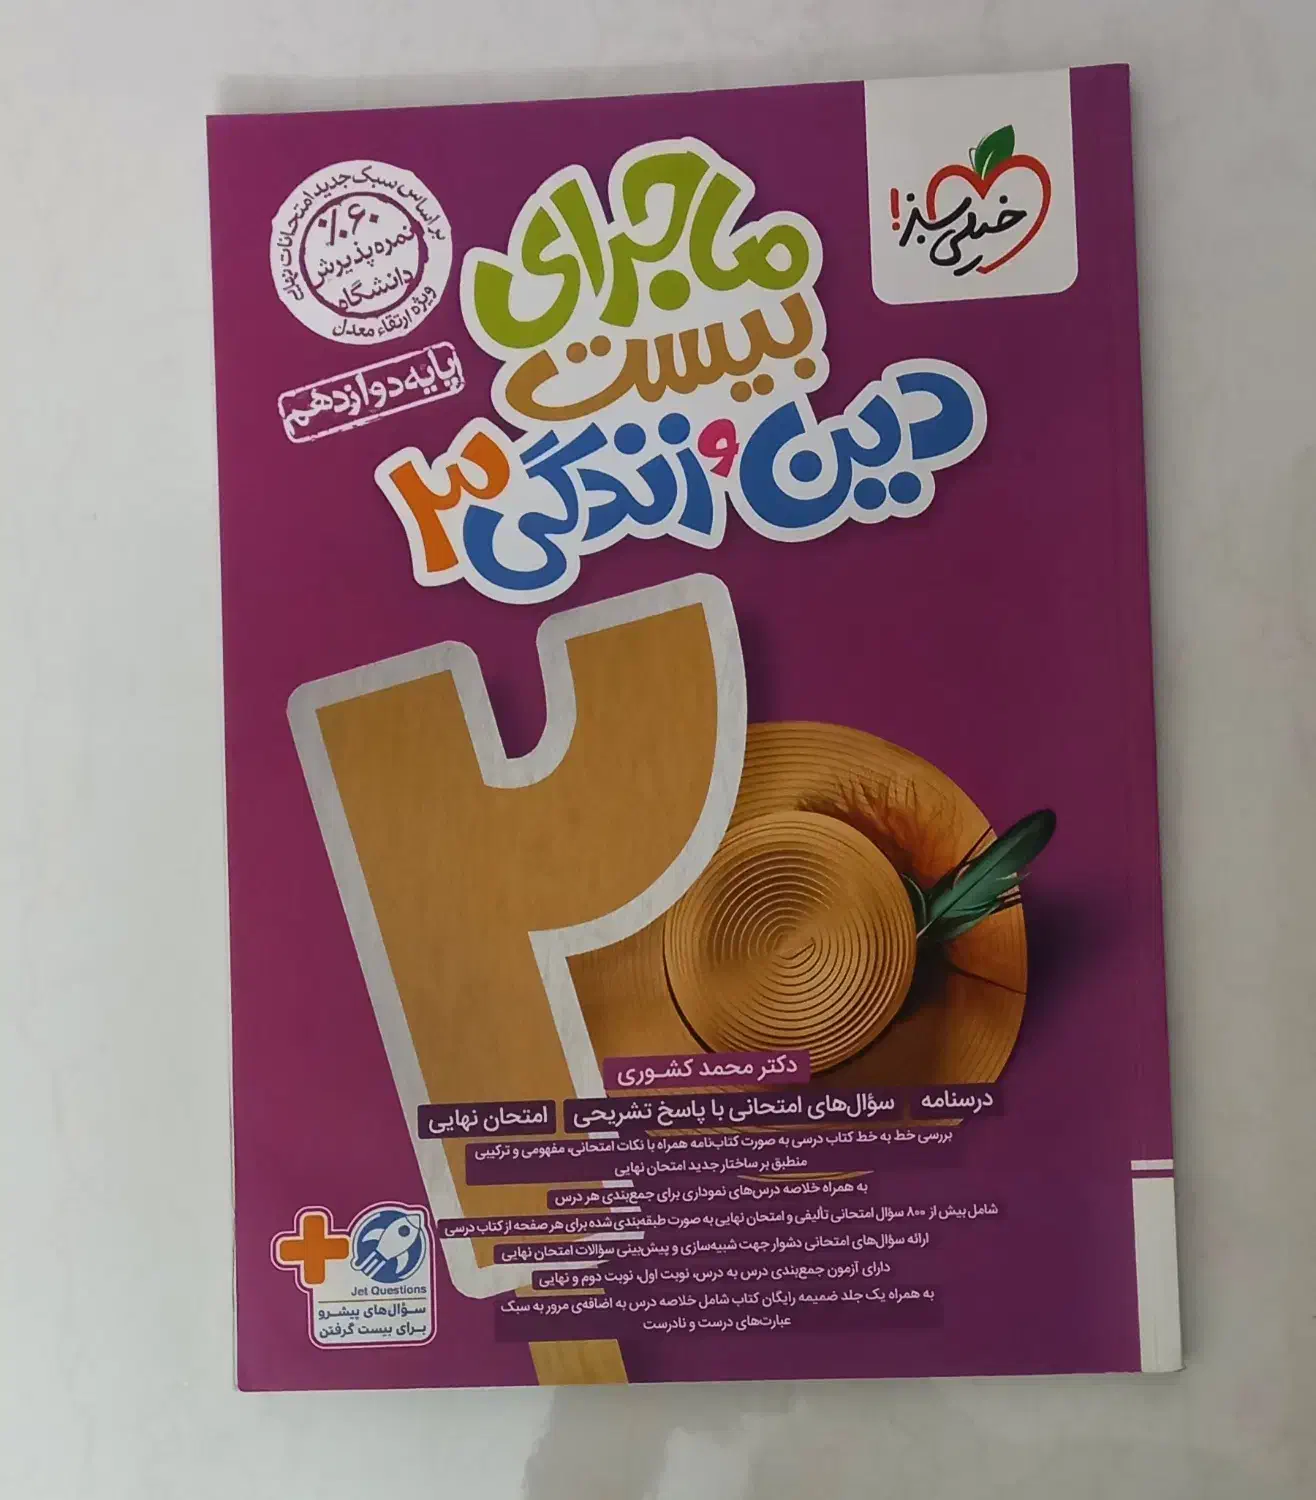 خیلی سبز!
بر اساس سبک جدید امتحانات نهایی
۶۰٪
نمره پذیرش
دانشگاه
ویژه ارتقاء معدل
پایه دوازدهم
ماجرای
بیست
دین و زندگی ۳
۲۰
دکتر محمد کشوری
درسنامه سؤال‌های امتحانی با پاسخ تشریحی امتحان نهایی
بررسی خط به خط کتاب درسی به صورت کتاب‌نامه همراه با نکات امتحانی، مفهومی و ترکیبی
منطبق بر ساختار جدید امتحان نهایی
به همراه خلاصه درس‌های نموداری برای جمع‌بندی هر درس
شامل بیش از ۸۰۰ سؤال امتحانی تألیفی و امتحان نهایی به صورت طبقه‌بندی شده برای هر صفحه از کتاب درسی
ارائه سؤال‌های امتحانی دشوار جهت شبیه‌سازی و پیش‌بینی سؤالات امتحان نهایی
دارای آزمون جمع‌بندی درس به درس، نوبت اول، نوبت دوم و نهایی
به همراه یک جلد ضمیمه رایگان کتاب شامل خلاصه درس به اضافه‌ی مرور به سبک
عبارت‌های درست و نادرست
+
Jet Questions
سؤال‌های پیشرو
برای بیست گرفتن